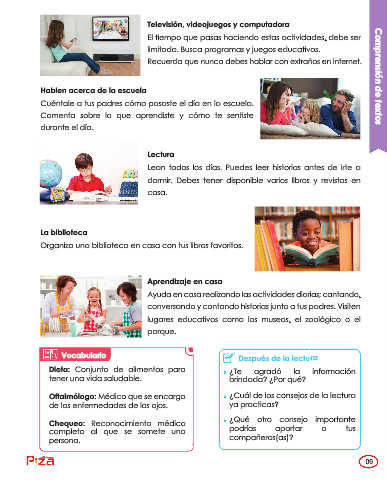 Televisión, videojuegos y computadora
El tiempo que pasas haciendo estas actividades, debe ser
limitado. Busca programas y juegos educativos.
Recuerda que nunca debes hablar con extraños en internet.
Comprensión de textos
Hablen acerca de la escuela
Cuéntale a tus padres cómo pasaste el día en la escuela.
Comenta sobre lo que aprendiste y cómo te sentiste
durante el día.
Lectura
Lean todos los días. Puedes leer historias antes de irte a
dormir. Debes tener disponible varios libros y revistas en
casa.
La biblioteca
Organiza una biblioteca en casa con tus libros favoritos.
Aprendizaje en casa
Ayuda en casa realizando las actividades diarias; cantando,
conversando y contando historias junto a tus padres. Visiten
lugares educativos como los museos, el zoológico o el
parque.
Vocabulario
Dieta: Conjunto de alimentos para
tener una vida saludable.
Oftalmólogo: Médico que se encarga
de las enfermedades de los ojos.
Chequeo: Reconocimiento médico
completo al que se somete una
persona.
Después de la lectura
• ¿Te agradó la información
brindada? ¿Por qué?
• ¿Cuál de los consejos de la lectura
ya practicas?
• ¿Qué otro consejo importante
podrías aportar a tus
compañeros(as)?